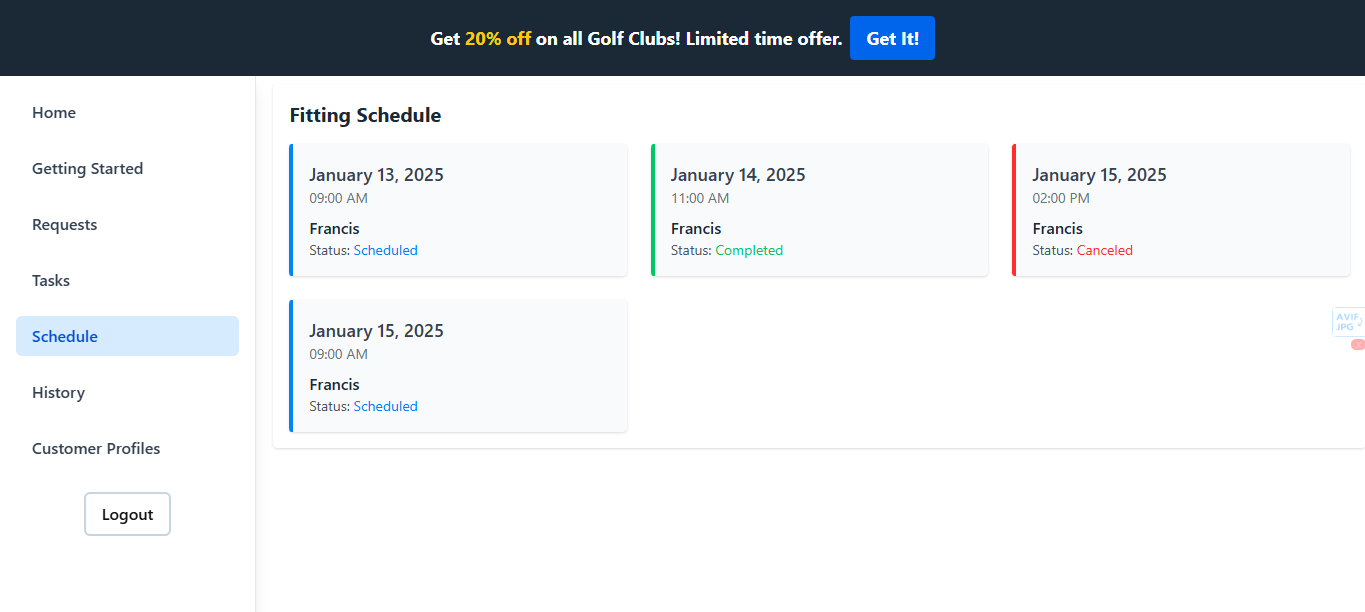 Get 20% off on all Golf Clubs! Limited time offer. Get It!
Home
Getting Started
Requests
Tasks
Schedule
History
Customer Profiles
Logout
Fitting Schedule
January 13, 2025
09:00 AM
Francis
Status: Scheduled
January 14, 2025
11:00 AM
Francis
Status: Completed
January 15, 2025
02:00 PM
Francis
Status: Canceled
January 15, 2025
09:00 AM
Francis
Status: Scheduled
AVIF
JPG